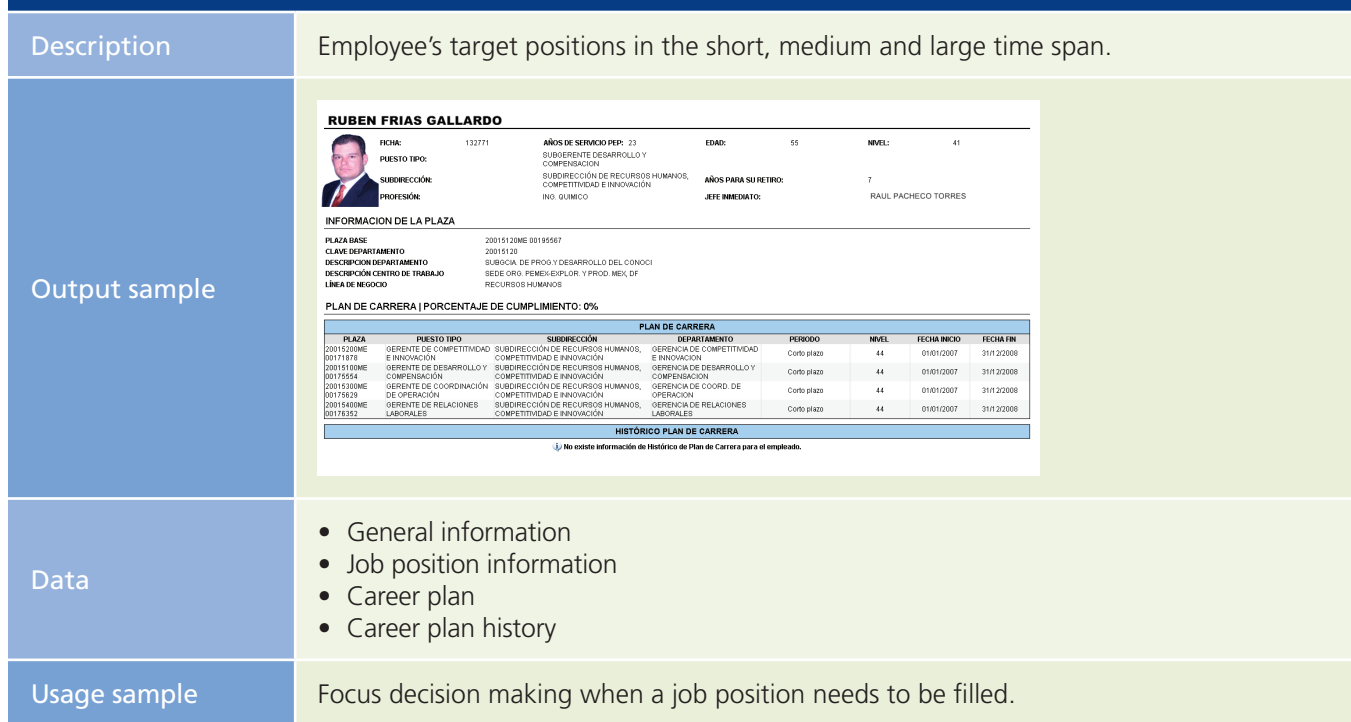 Description
Employee's target positions in the short, medium and large time span.
Output sample
RUBEN FRIAS GALLARDO
FICHA: 132771 AÑOS DE SERVICIO PEP: 23 EDAD: 55 NIVEL: 41
PUESTO TIPO: SUBGERENTE DESARROLLO Y
COMPENSACION
SUBDIRECCIÓN: SUBDIRECCIÓN DE RECURSOS HUMANOS,
COMPETITIVIDAD E INNOVACIÓN
AÑOS PARA SU RETIRO: 7
PROFESIÓN: ING. QUIMICO JEFE INMEDIATO: RAUL PACHECO TORRES
INFORMACION DE LA PLAZA
PLAZA BASE 20015120ME 00195567
CLAVE DEPARTAMENTO 20015120
DESCRIPCION DEPARTAMENTO SUBGCIA. DE PROG.Y DESARROLLO DEL CONOCI
DESCRIPCIÓN CENTRO DE TRABAJO SEDE ORG. PEMEX-EXPLOR. Y PROD. MEX, DF
LÍNEA DE NEGOCIO RECURSOS HUMANOS
PLAN DE CARRERA | PORCENTAJE DE CUMPLIMIENTO: 0%
PLAN DE CARRERA
PLAZA PUESTO TIPO SUBDIRECCIÓN DEPARTAMENTO PERIODO NIVEL FECHA INICIO FECHA FIN
20015200ME GERENTE DE COMPETITIVIDAD SUBDIRECCIÓN DE RECURSOS HUMANOS, GERENCIA DE COMPETITIVIDAD
00171878 E INNOVACIÓN COMPETITIVIDAD E INNOVACIÓN E INNOVACION
Corto plazo 44 01/01/2007 31/12/2008
20015100ME GERENTE DE DESARROLLO Y SUBDIRECCIÓN DE RECURSOS HUMANOS, GERENCIA DE DESARROLLO Y
00175554 COMPENSACIÓN COMPETITIVIDAD E INNOVACIÓN COMPENSACION
Corto plazo 44 01/01/2007 31/12/2008
20015300ME GERENTE DE COORDINACIÓN SUBDIRECCIÓN DE RECURSOS HUMANOS, GERENCIA DE COORD. DE
00175629 DE OPERACIÓN COMPETITIVIDAD E INNOVACIÓN OPERACION
Corto plazo 44 01/01/2007 31/12/2008
20015400ME GERENTE DE RELACIONES SUBDIRECCIÓN DE RECURSOS HUMANOS, GERENCIA DE RELACIONES
00176352 LABORALES COMPETITIVIDAD E INNOVACIÓN LABORALES
Corto plazo 44 01/01/2007 31/12/2008
HISTÓRICO PLAN DE CARRERA
No existe información de Histórico de Plan de Carrera para el empleado.
Data
• General information
• Job position information
• Career plan
• Career plan history
Usage sample
Focus decision making when a job position needs to be filled.